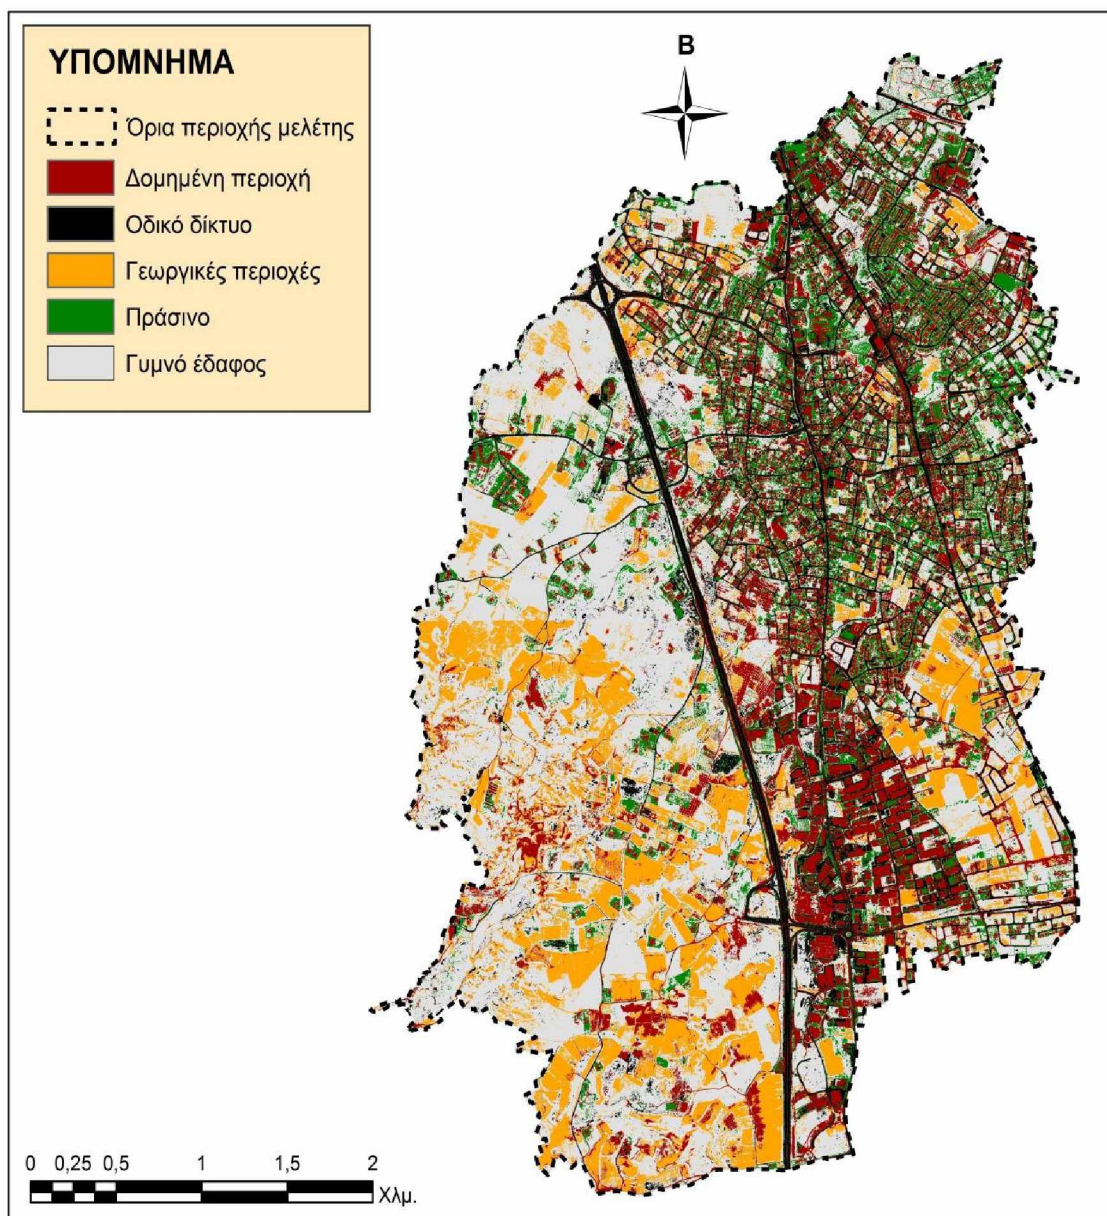 ΥΠΟΜΝΗΜΑ
Όρια περιοχής μελέτης
Δομημένη περιοχή
Οδικό δίκτυο
Γεωργικές περιοχές
Πράσινο
Γυμνό έδαφος
Β
0 0,25 0,5 1 1,5 2
Χλμ.